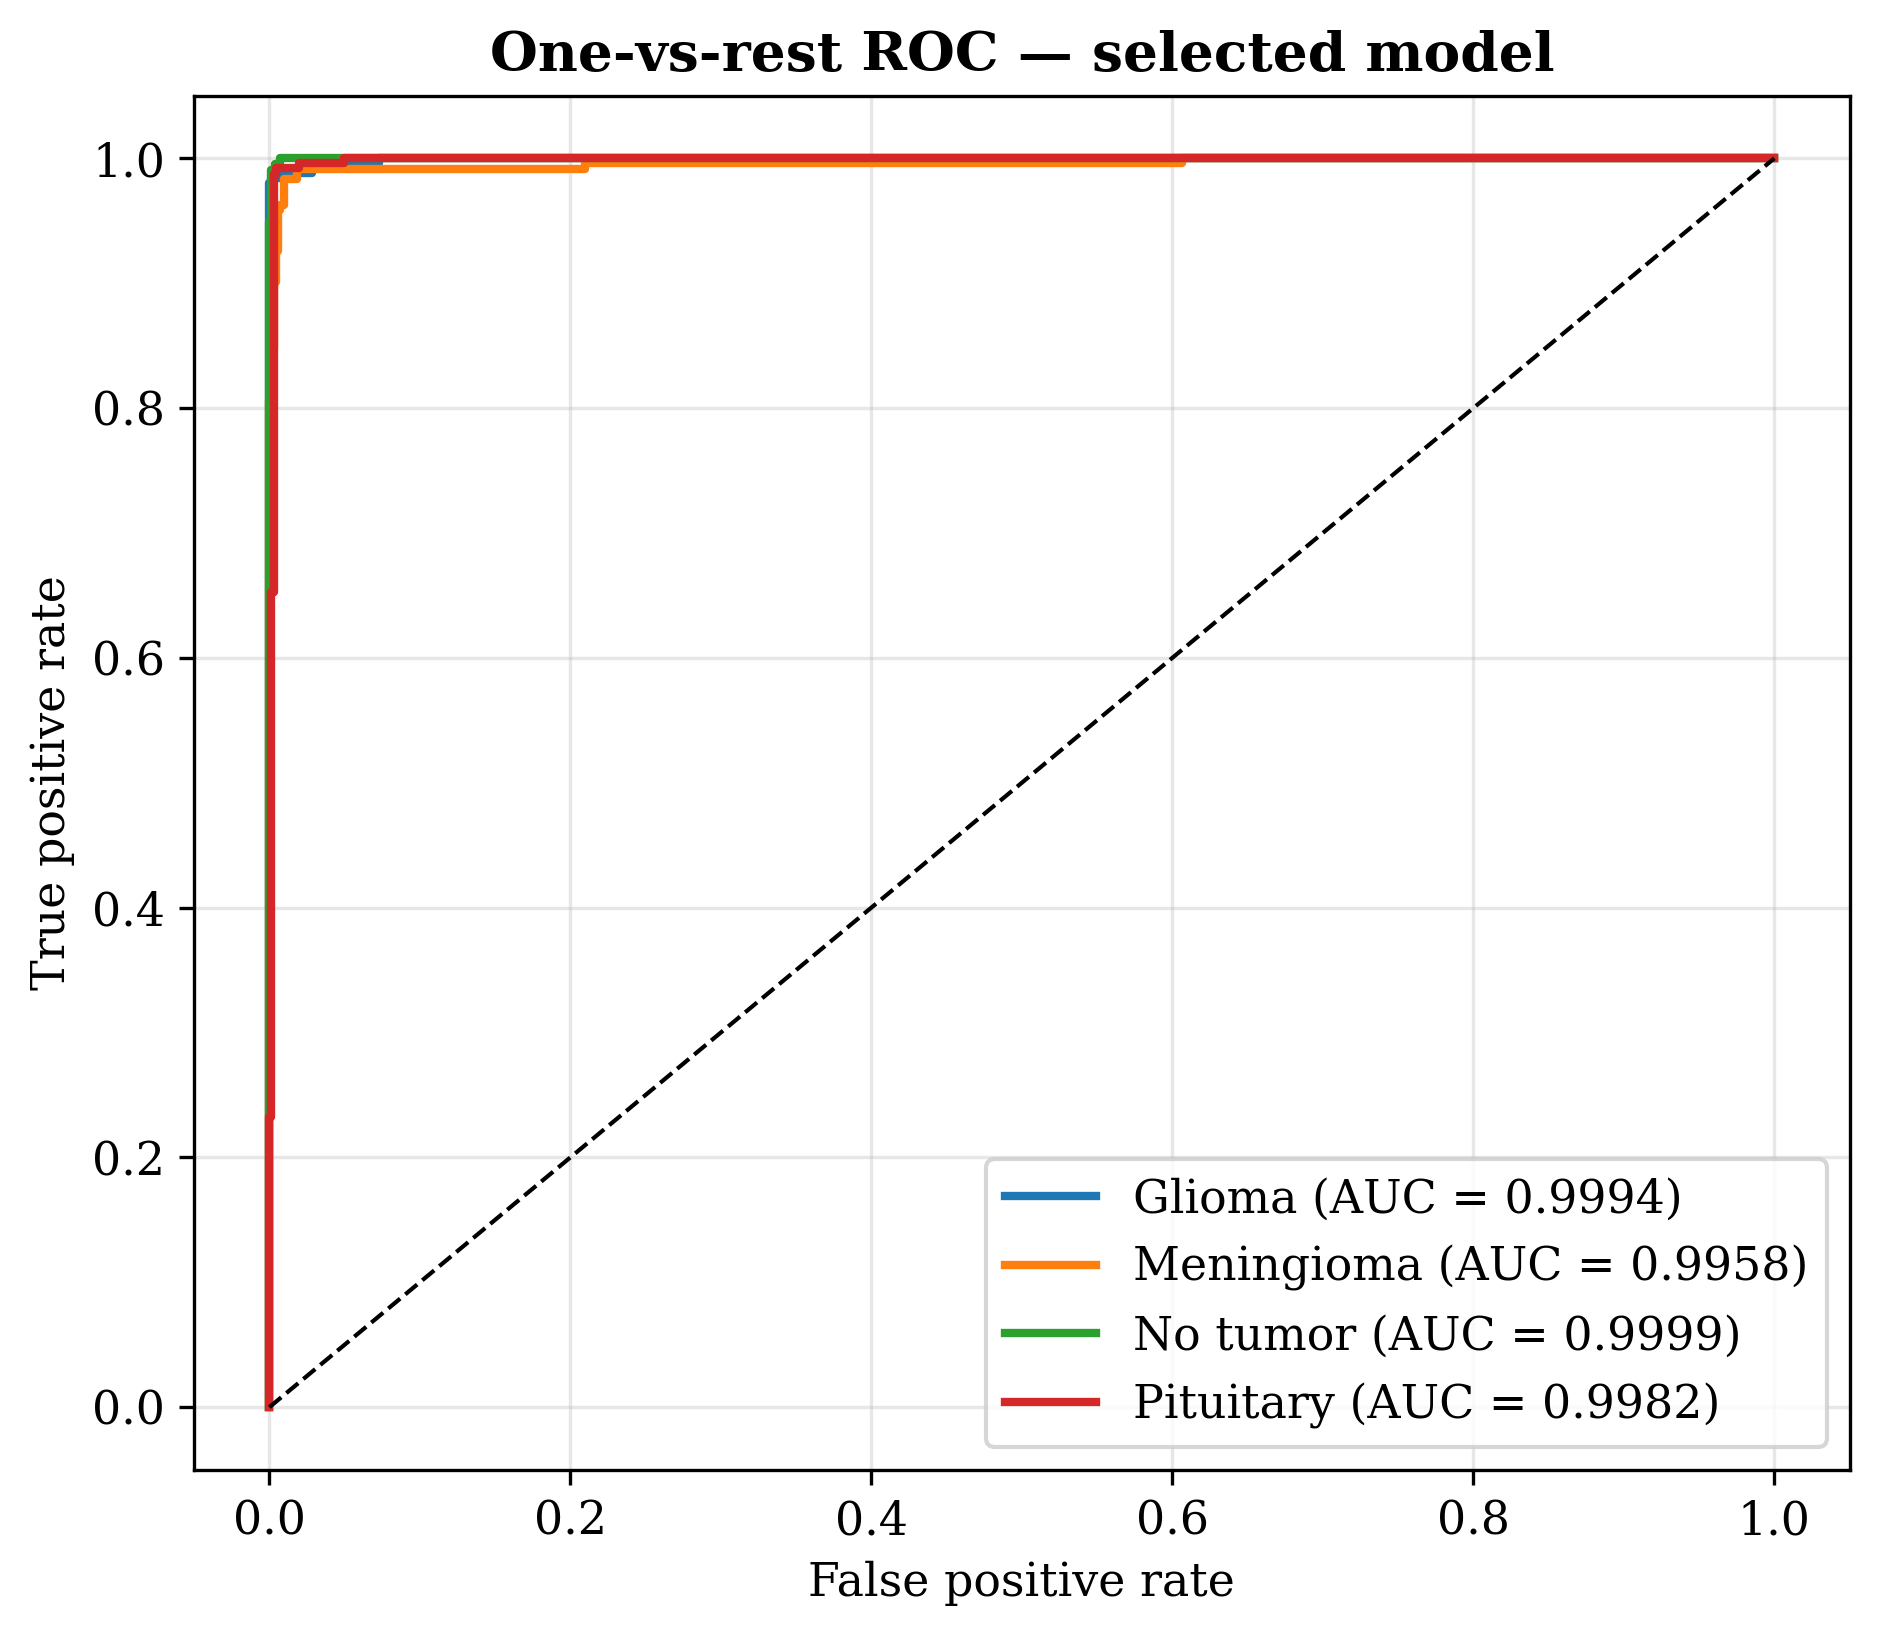 One-vs-rest ROC — selected model
True positive rate
1.0
0.8
0.6
0.4
0.2
0.0
Glioma (AUC = 0.9994)
Meningioma (AUC = 0.9958)
No tumor (AUC = 0.9999)
Pituitary (AUC = 0.9982)
0.0 0.2 0.4 0.6 0.8 1.0
False positive rate